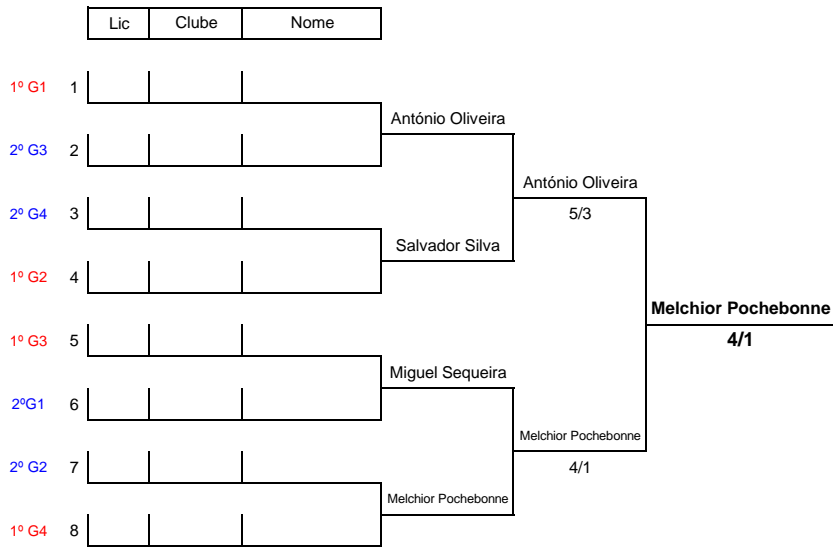 Lic Clube Nome
1º G1 1
António Oliveira
2º G3 2
António Oliveira
2º G4 3
5/3
Salvador Silva
1º G2 4
Melchior Pochebonne
1º G3 5
4/1
Miguel Sequeira
2ºG1 6
Melchior Pochebonne
2º G2 7
4/1
Melchior Pochebonne
1º G4 8